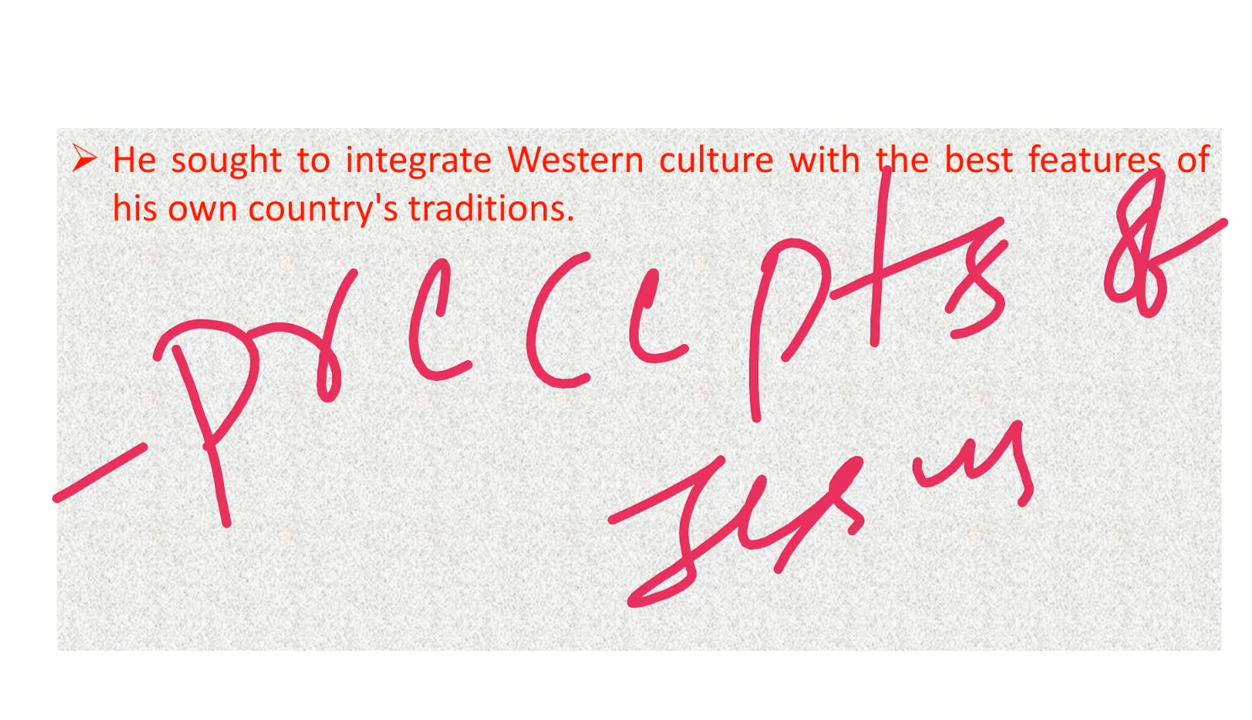 ➤ He sought to integrate Western culture with the best features of
his own country's traditions.
- precepts of
Jesus